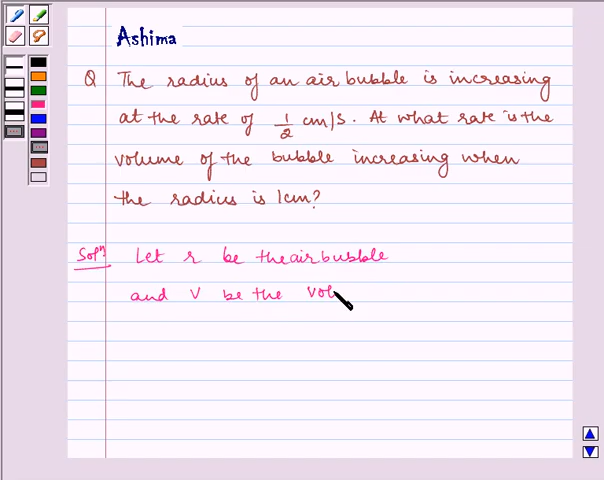 Ashima
Q The radius of an air bubble is increasing
at the rate of 1/2 cm/s. At what rate is the
volume of the bubble increasing when
the radius is 1cm?
Solⁿ Let r be the air bubble
and V be the vol